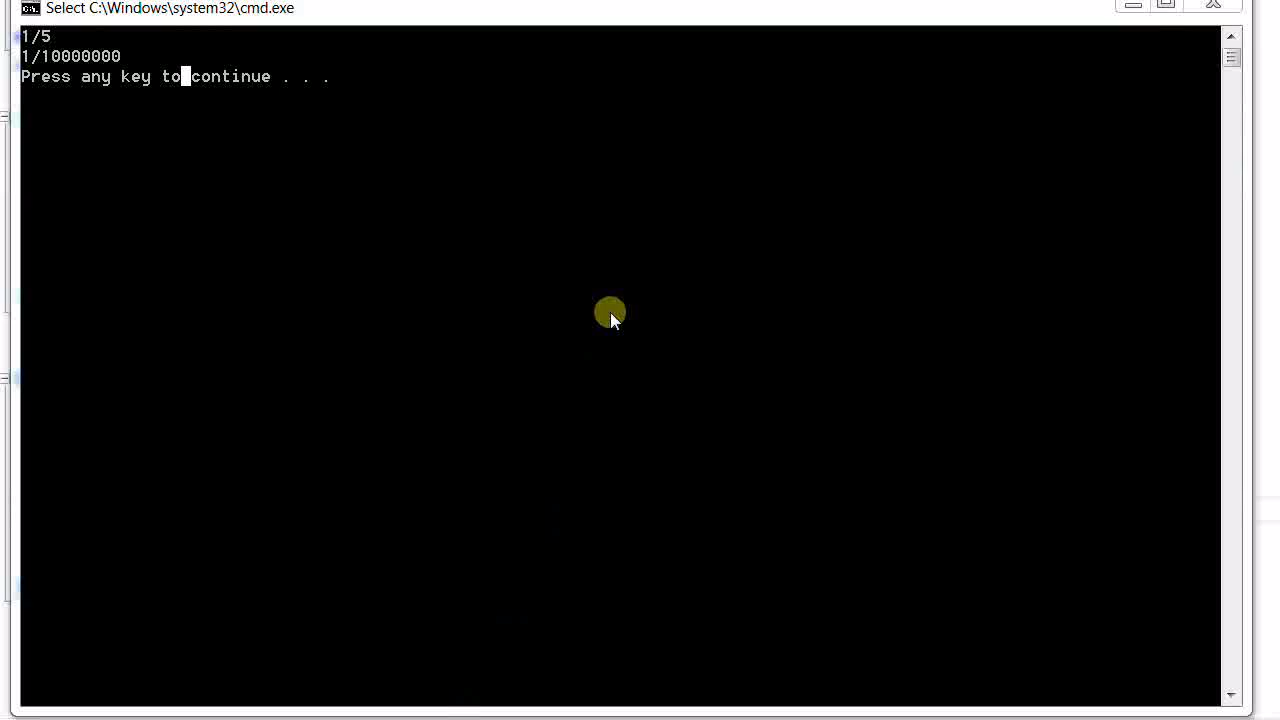 Select C:\Windows\system32\cmd.exe
1/5
1/10000000
Press any key to continue . . .